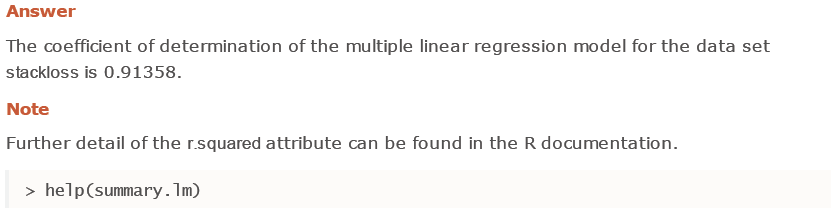 Answer
The coefficient of determination of the multiple linear regression model for the data set
stackloss is 0.91358.
Note
Further detail of the r.squared attribute can be found in the R documentation.
> help(summary.lm)